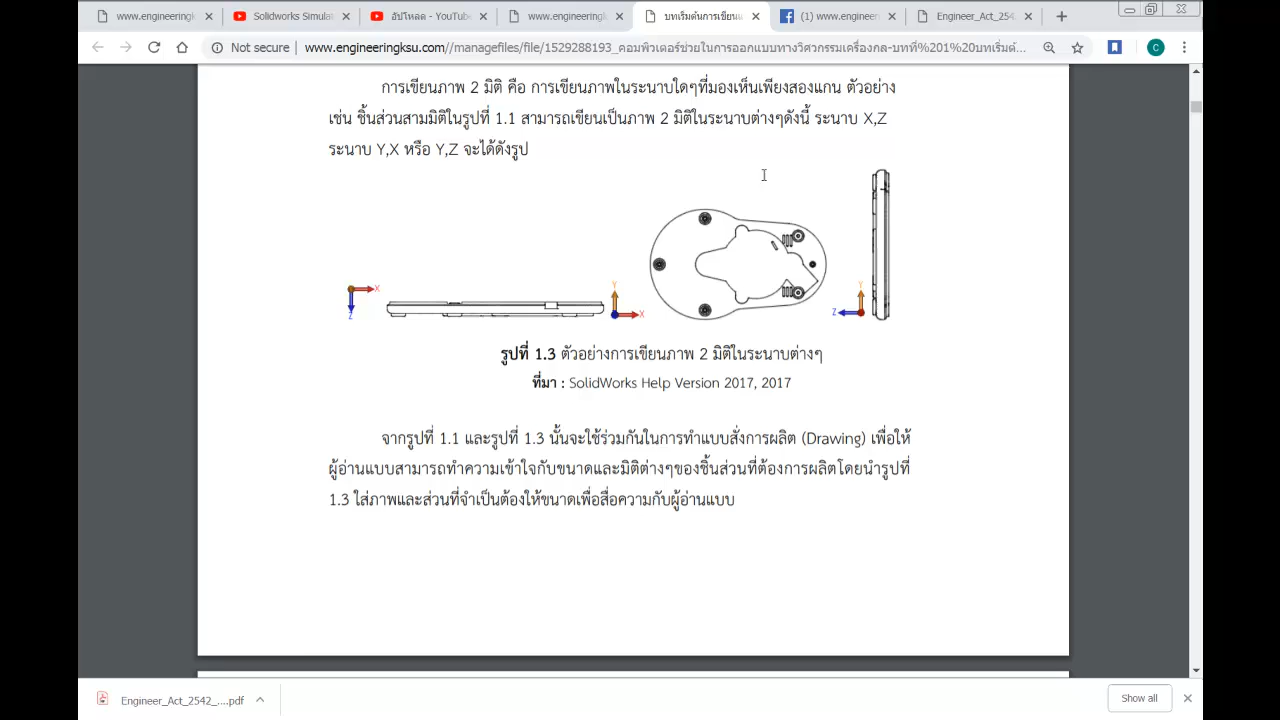 www.engineeringk
Solidworks Simulat
อัปโหลด - YouTube
www.engineeringk
บทเริ่มต้นการเขียนแ
(1) www.engineer
Engineer_Act_254
Not secure
www.engineeringksu.com/managefiles/file/1529288193_คอมพิวเตอร์ช่วยในการออกแบบทางวิศวกรรมเครื่องกล-บทที่%201%20บทเริ่มต้...
C
การเขียนภาพ 2 มิติ คือ การเขียนภาพในระนาบใดๆที่มองเห็นเพียงสองแกน ตัวอย่าง
เช่น ชิ้นส่วนสามมิติในรูปที่ 1.1 สามารถเขียนเป็นภาพ 2 มิติในระนาบต่างๆดังนี้ ระนาบ X,Z
ระนาบ Y,X หรือ Y,Z จะได้ดังรูป
X
Z
Y
X
Y
Z
รูปที่ 1.3 ตัวอย่างการเขียนภาพ 2 มิติในระนาบต่างๆ
ที่มา : SolidWorks Help Version 2017, 2017
จากรูปที่ 1.1 และรูปที่ 1.3 นั้นจะใช้ร่วมกันในการทำแบบสั่งการผลิต (Drawing) เพื่อให้
ผู้อ่านแบบสามารถทำความเข้าใจกับขนาดและมิติต่างๆของชิ้นส่วนที่ต้องการผลิตโดยนำรูปที่
1.3 ใส่ภาพและส่วนที่จำเป็นต้องให้ขนาดเพื่อสื่อความกับผู้อ่านแบบ
Engineer_Act_2542_....pdf
Show all